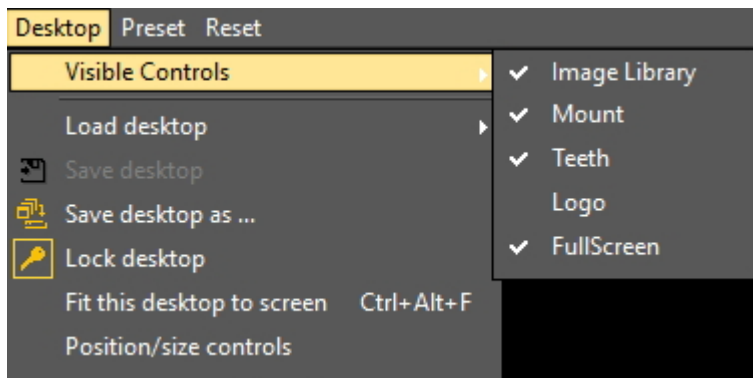 Desktop Preset Reset
Visible Controls
Image Library
Mount
Teeth
Logo
FullScreen
Load desktop
Save desktop
Save desktop as ...
Lock desktop
Fit this desktop to screen Ctrl+Alt+F
Position/size controls